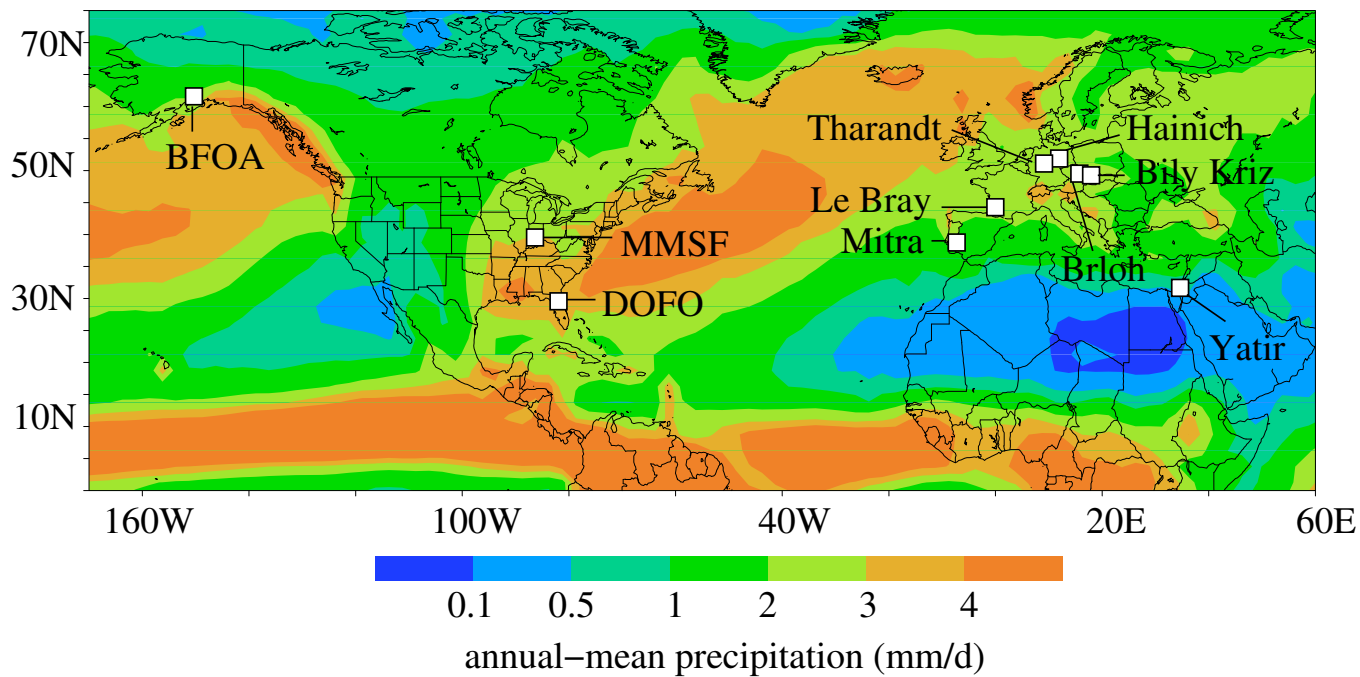 70N
50N
30N
10N
BFOA
Tharandt
Hainich
Bily Kriz
Le Bray
Mitra
MMSF
Brloh
DOFO
Yatir
160W 100W 40W 20E 60E
0.1 0.5 1 2 3 4
annual−mean precipitation (mm/d)